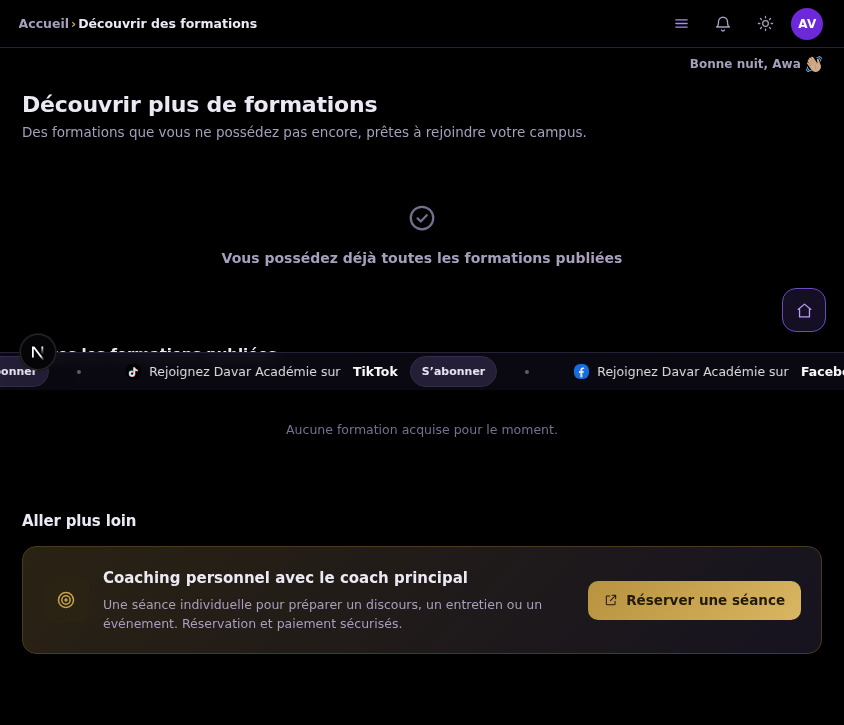 Accueil › Découvrir des formations
AV
Bonne nuit, Awa 👋🏽
Découvrir plus de formations
Des formations que vous ne possédez pas encore, prêtes à rejoindre votre campus.
Vous possédez déjà toutes les formations publiées
les formations publiées
N
Rejoignez Davar Académie sur TikTok S’abonner • Rejoignez Davar Académie sur
Aucune formation acquise pour le moment.
Aller plus loin
Coaching personnel avec le coach principal
Une séance individuelle pour préparer un discours, un entretien ou un
événement. Réservation et paiement sécurisés.
Réserver une séance